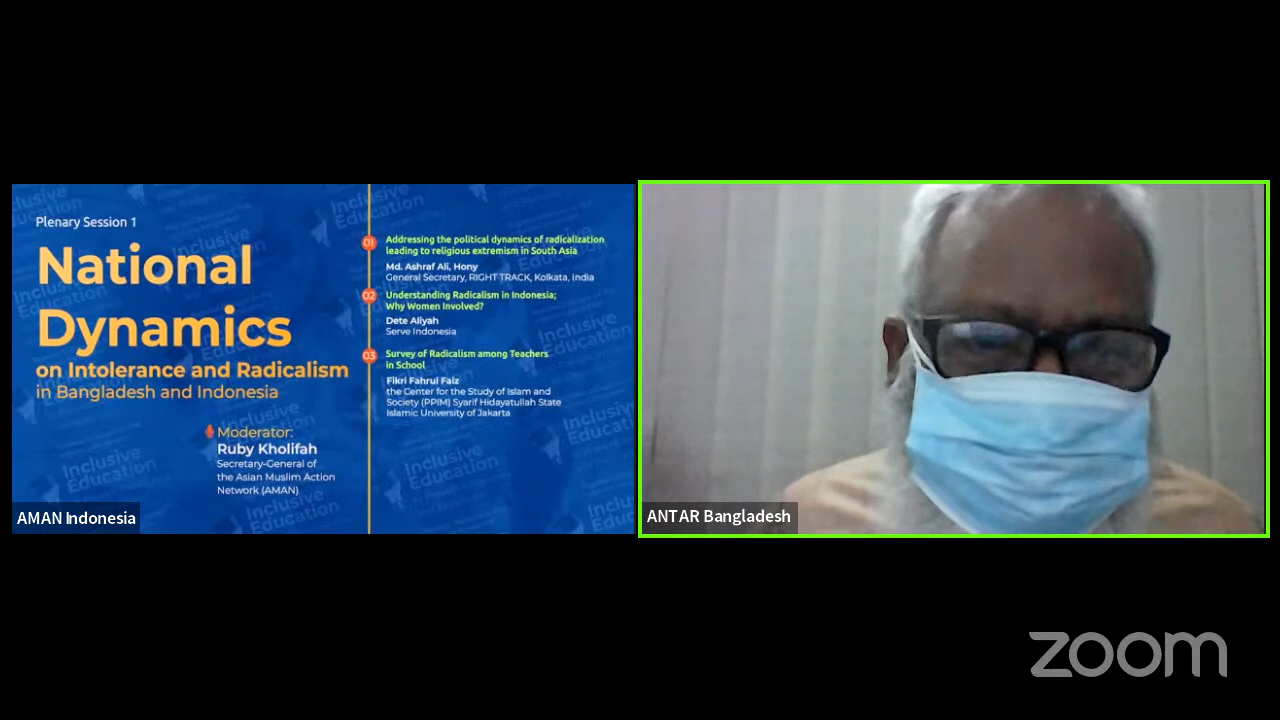 Plenary Session 1
National
Dynamics
on Intolerance and Radicalism
in Bangladesh and Indonesia
Moderator:
Ruby Kholifah
Secretary-General of
the Asian Muslim Action
Network (AMAN)
01
Addressing the political dynamics of radicalization
leading to religious extremism in South Asia
Md. Ashraf Ali, Hony
General Secretary, RIGHT TRACK, Kolkata, India
02
Understanding Radicalism in Indonesia;
Why Women Involved?
Dete Aliyah
Serve Indonesia
03
Survey of Radicalism among Teachers
in School
Fikri Fahrul Faiz
the Center for the Study of Islam and
Society (PPIM) Syarif Hidayatullah State
Islamic University of Jakarta
Inclusive
Education
AMAN Indonesia
ANTAR Bangladesh
zoom